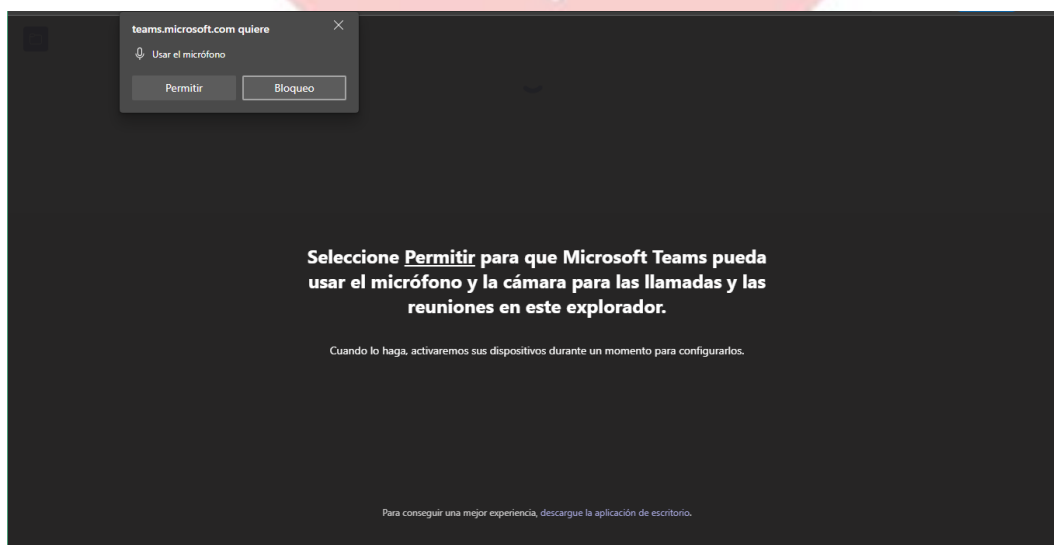 teams.microsoft.com quiere
Usar el micrófono
Permitir
Bloqueo
Seleccione Permitir para que Microsoft Teams pueda
usar el micrófono y la cámara para las llamadas y las
reuniones en este explorador.
Cuando lo haga, activaremos sus dispositivos durante un momento para configurarlos.
Para conseguir una mejor experiencia, descargue la aplicación de escritorio.